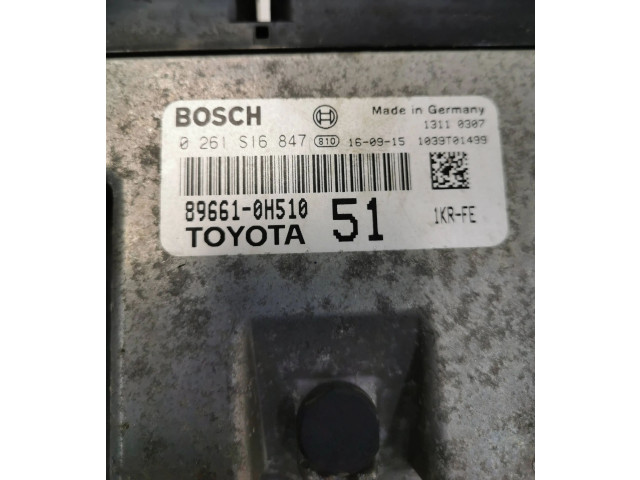 BOSCH Made in Germany
1311 0307
0 261 S16 847 810 16-09-15 1039T01499
89661-0H510 51 1KR-FE
TOYOTA